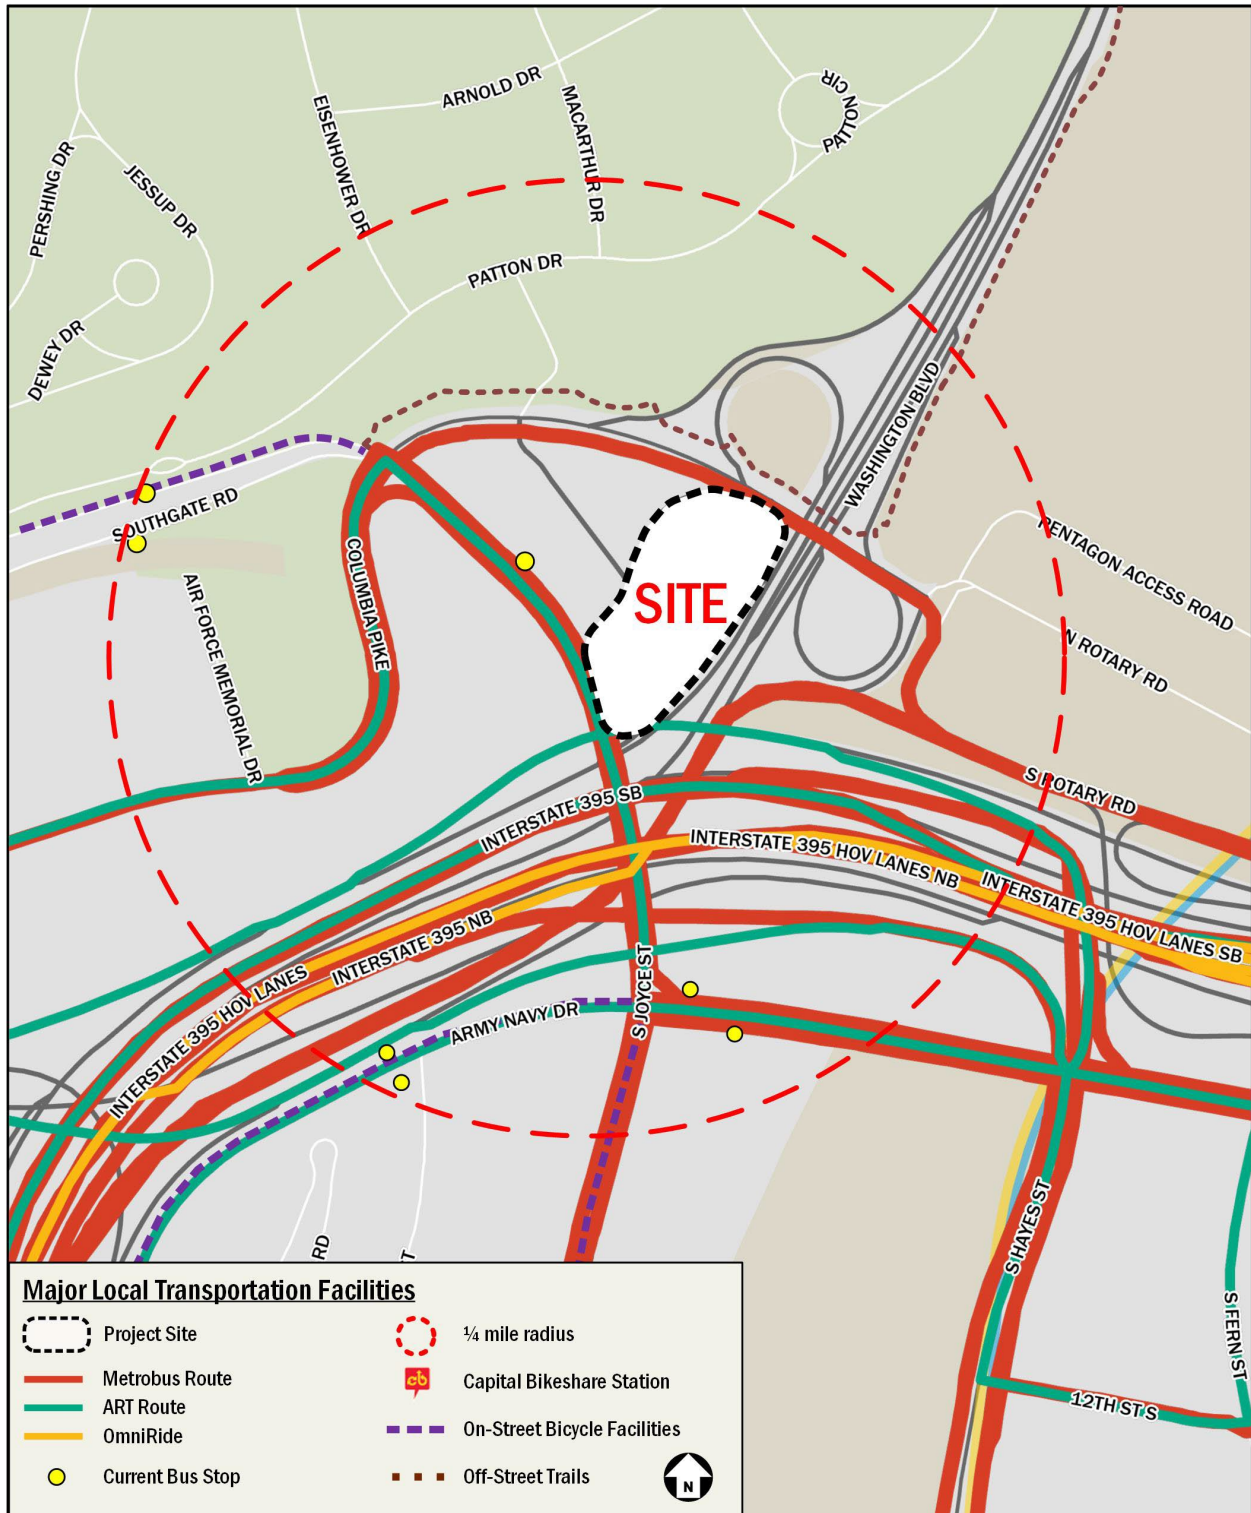 ARNOLD DR
PATTON CIR
EISENHOWER DR
MACARTHUR DR
PERSHING DR
JESSUP DR
PATTON DR
DEWEY DR
WASHINGTON BLVD
SOUTHGATE RD
PENTAGON ACCESS ROAD
COLUMBIA PIKE
SITE
AIR FORCE MEMORIAL DR
N ROTARY RD
S ROTARY RD
INTERSTATE 395 SB
INTERSTATE 395 HOV LANES NB
INTERSTATE 395 HOV LANES SB
INTERSTATE 395 NB
INTERSTATE 395 HOV LANES
S JOYCE ST
ARMY NAVY DR
S HAYES ST
RD
T
S FERN ST
12TH ST S
Major Local Transportation Facilities
Project Site
¼ mile radius
Metrobus Route
cb
Capital Bikeshare Station
ART Route
OmniRide
On-Street Bicycle Facilities
Current Bus Stop
Off-Street Trails
N